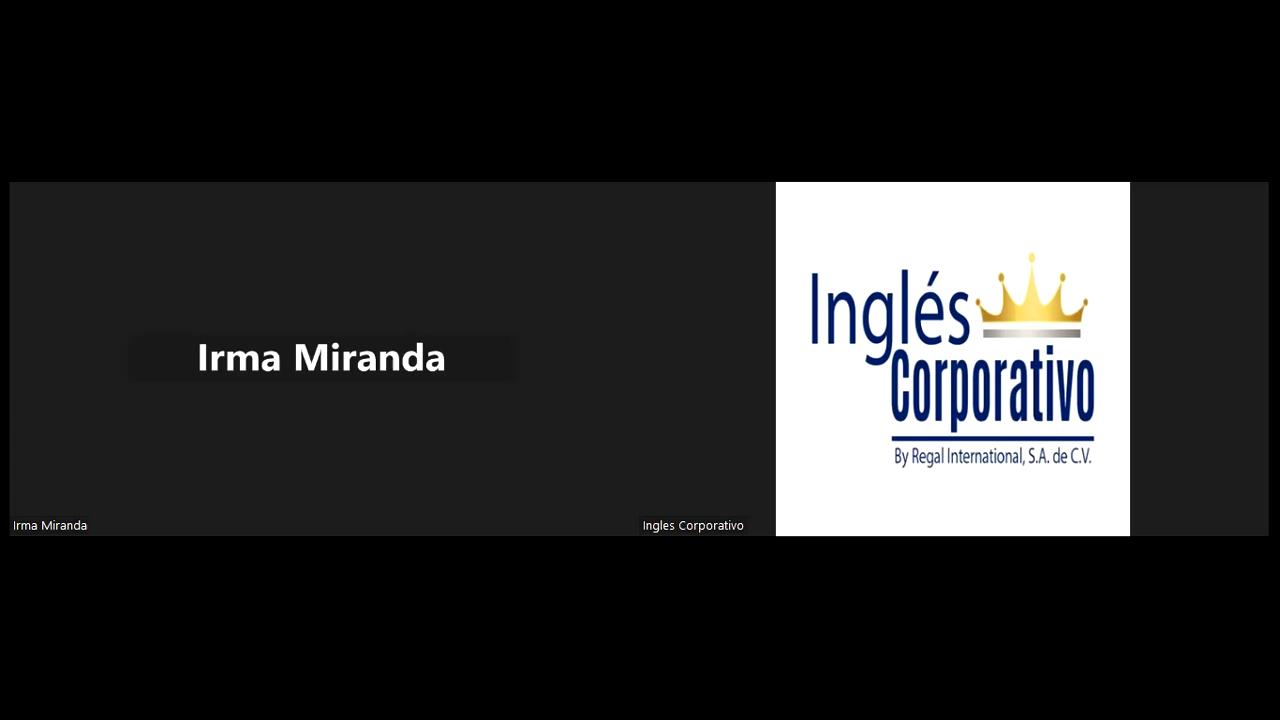 Irma Miranda
Irma Miranda
Ingles Corporativo
Inglés
Corporativo
By Regal International, S.A. de C.V.